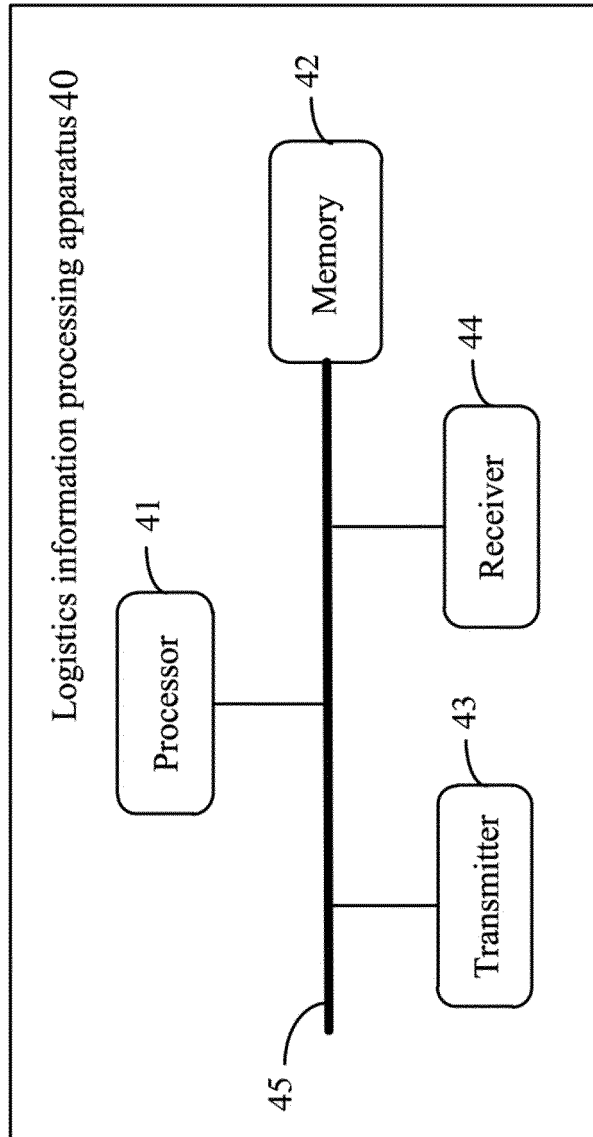 Logistics information processing apparatus 40
Processor
41
Memory
42
Transmitter
43
Receiver
44
45